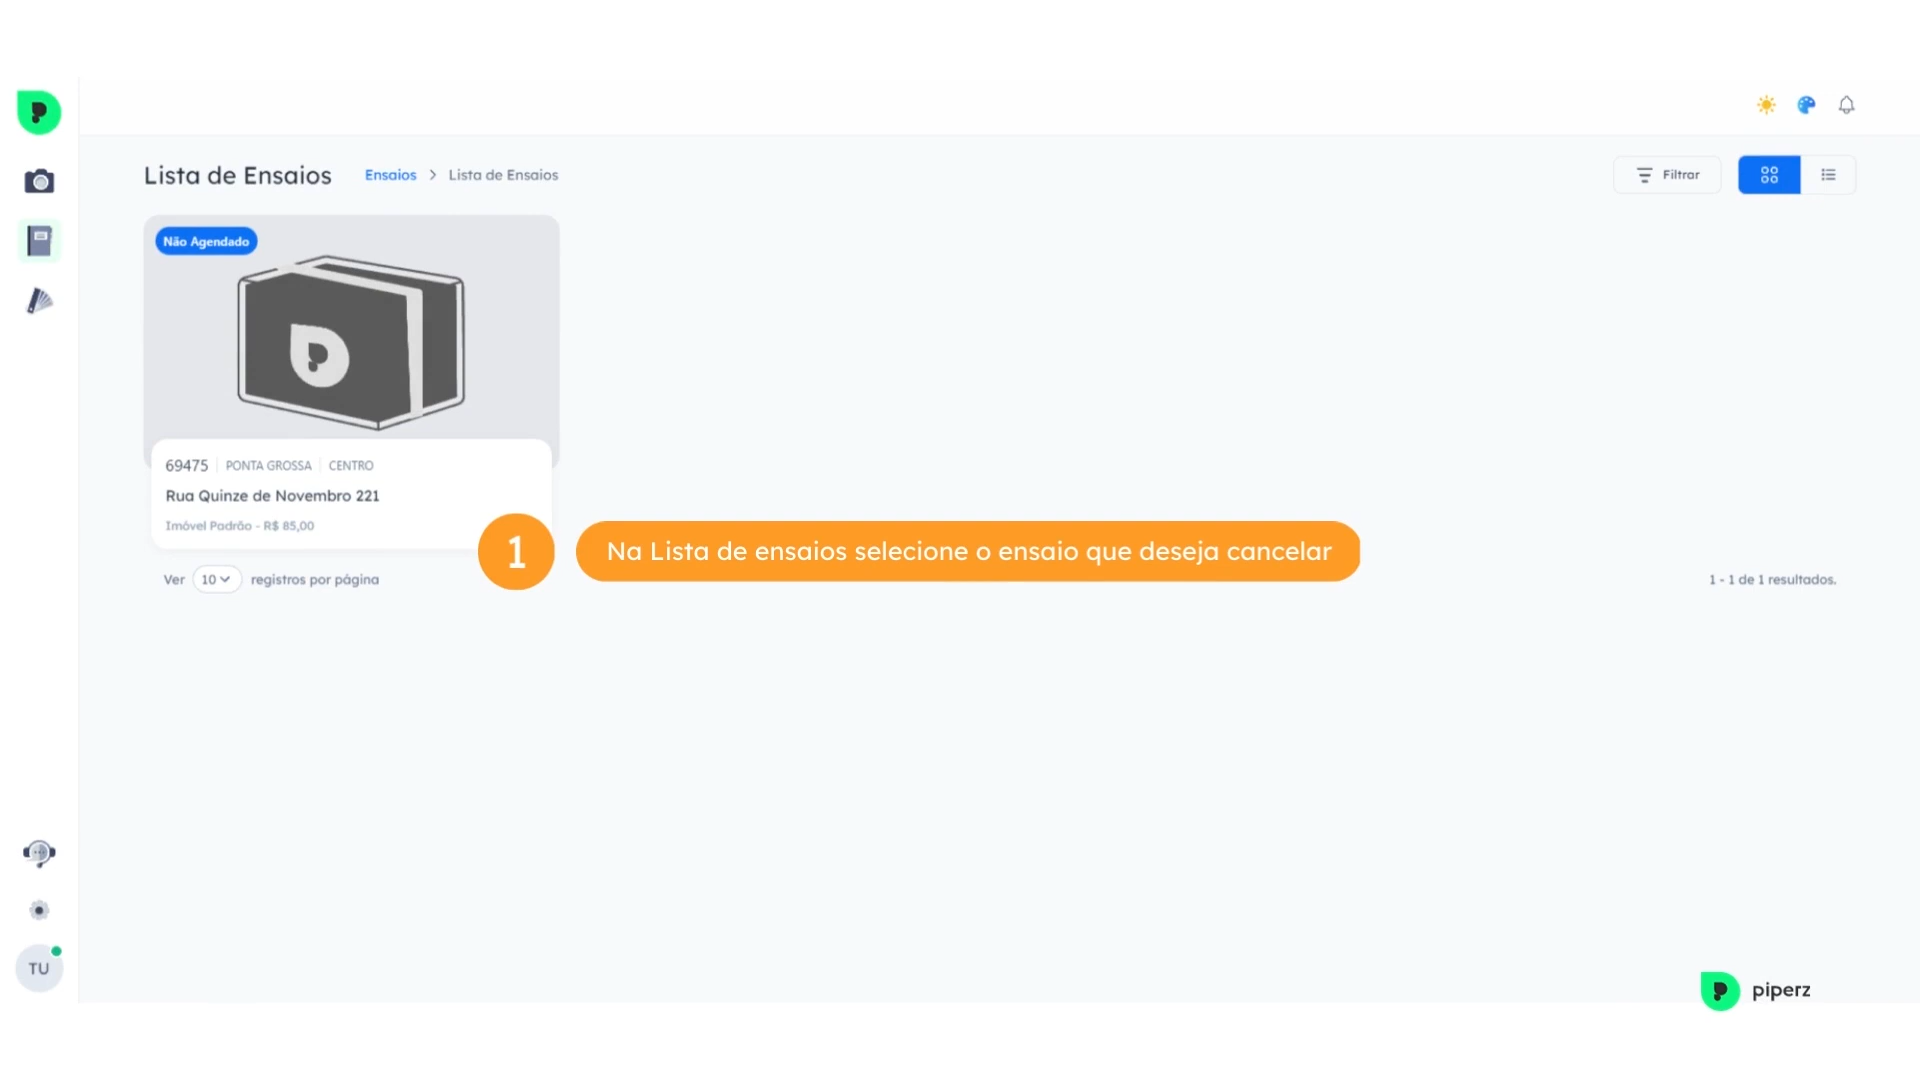 Lista de Ensaios
Ensaios > Lista de Ensaios
Filtrar
Não Agendado
69475 PONTA GROSSA CENTRO
Rua Quinze de Novembro 221
Imóvel Padrão - R$ 85,00
1 Na Lista de ensaios selecione o ensaio que deseja cancelar
Ver 10 registros por página
1 - 1 de 1 resultados.
TU
piperz